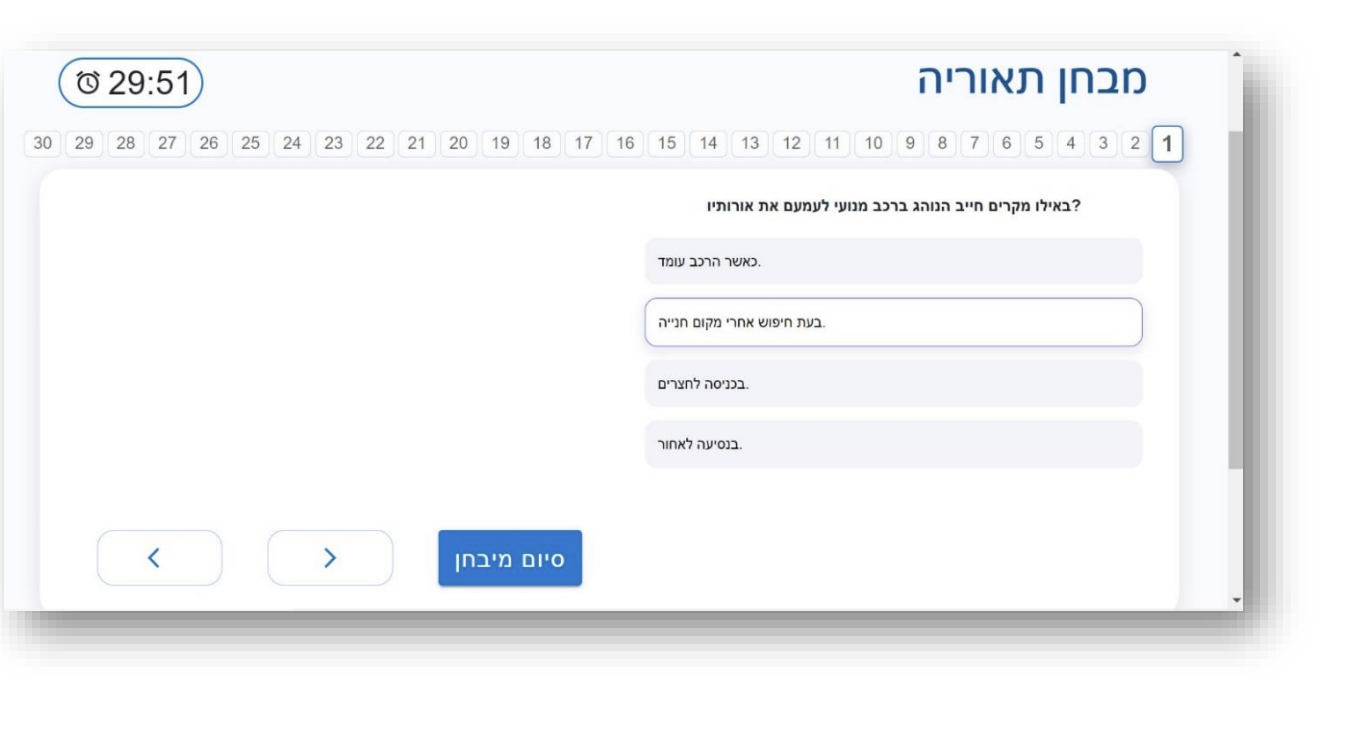 מבחן תאוריה
29:51
1 2 3 4 5 6 7 8 9 10 11 12 13 14 15 16 17 18 19 20 21 22 23 24 25 26 27 28 29 30
?באילו מקרים חייב הנוהג ברכב מנועי לעמעם את אורותיו
.כאשר הרכב עומד
.בעת חיפוש אחרי מקום חנייה
.בכניסה לחצרים
.בנסיעה לאחור
סיום מיבחן